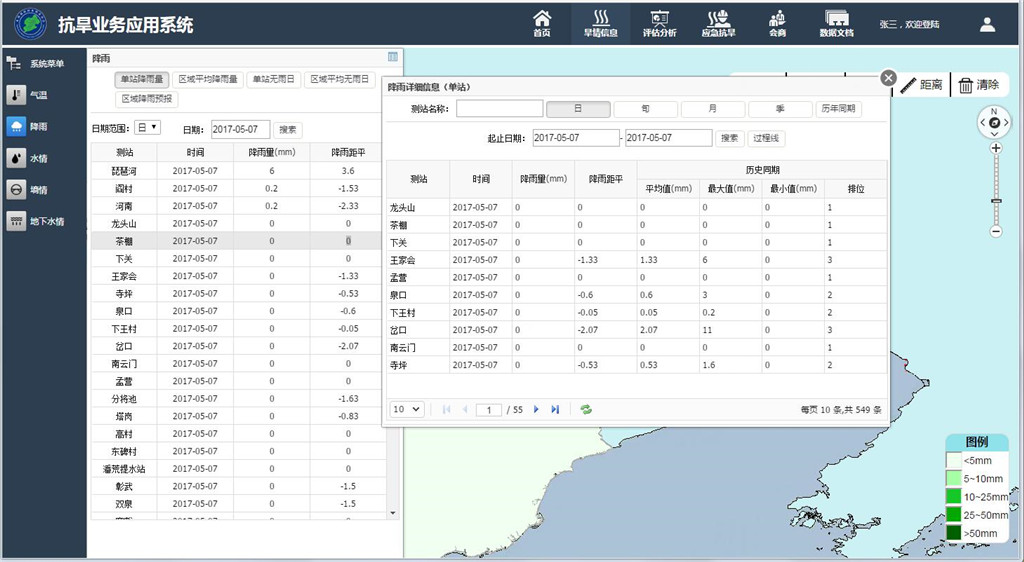 抗旱业务应用系统
首页 旱情信息 评估分析 应急抗旱 会商 数据文档 张三，欢迎登陆
系统菜单
气温
降雨
水情
墒情
地下水情
降雨
单站降雨量 区域平均降雨量 单站无雨日 区域平均无雨日
区域降雨预报
日期范围: 日 日期: 2017-05-07 搜索
测站 时间 降雨量(mm) 降雨距平
琵琶河 2017-05-07 6 3.6
阎村 2017-05-07 0.2 -1.53
河南 2017-05-07 0.2 -2.33
龙头山 2017-05-07 0 0
茶棚 2017-05-07 0 0
下关 2017-05-07 0 0
王家会 2017-05-07 0 -1.33
寺坪 2017-05-07 0 -0.53
泉口 2017-05-07 0 -0.6
下王村 2017-05-07 0 -0.05
岔口 2017-05-07 0 -2.07
南云门 2017-05-07 0 0
孟营 2017-05-07 0 0
分将池 2017-05-07 0 -1.63
塔岗 2017-05-07 0 -0.83
高村 2017-05-07 0 0
东碑村 2017-05-07 0 0
潘荒提水站 2017-05-07 0 0
彰武 2017-05-07 0 -1.5
双泉 2017-05-07 0 -1.5
降雨详细信息（单站）
测站名称: 日 旬 月 季 历年同期
起止日期: 2017-05-07 - 2017-05-07 搜索 过程线
测站 时间 降雨量(mm) 降雨距平 历史同期
平均值(mm) 最大值(mm) 最小值(mm) 排位
龙头山 2017-05-07 0 0 0 0 0 1
茶棚 2017-05-07 0 0 0 0 0 1
下关 2017-05-07 0 0 0 0 0 1
王家会 2017-05-07 0 -1.33 1.33 6 0 3
孟营 2017-05-07 0 0 0 0 0 1
泉口 2017-05-07 0 -0.6 0.6 3 0 2
下王村 2017-05-07 0 -0.05 0.05 0.2 0 2
岔口 2017-05-07 0 -2.07 2.07 11 0 3
南云门 2017-05-07 0 0 0 0 0 1
寺坪 2017-05-07 0 -0.53 0.53 1.6 0 2
10 1 / 55 每页 10 条,共 549 条
距离 清除
N
图例
<5mm
5~10mm
10~25mm
25~50mm
>50mm